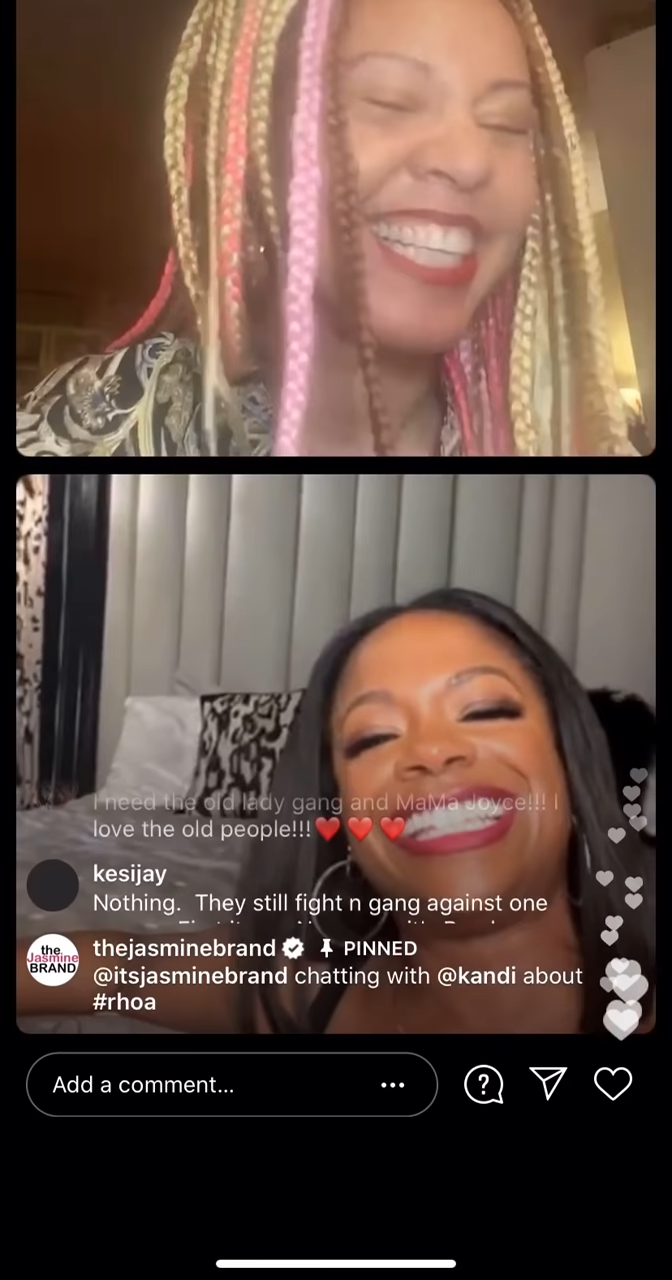 I need the old lady gang and MaMa Joyce!!! I
love the old people!!!❤️❤️❤️
kesijay
Nothing.  They still fight n gang against one
the
Jasmine
BRAND
thejasminebrand PINNED
@itsjasminebrand chatting with @kandi about
#rhoa
Add a comment...